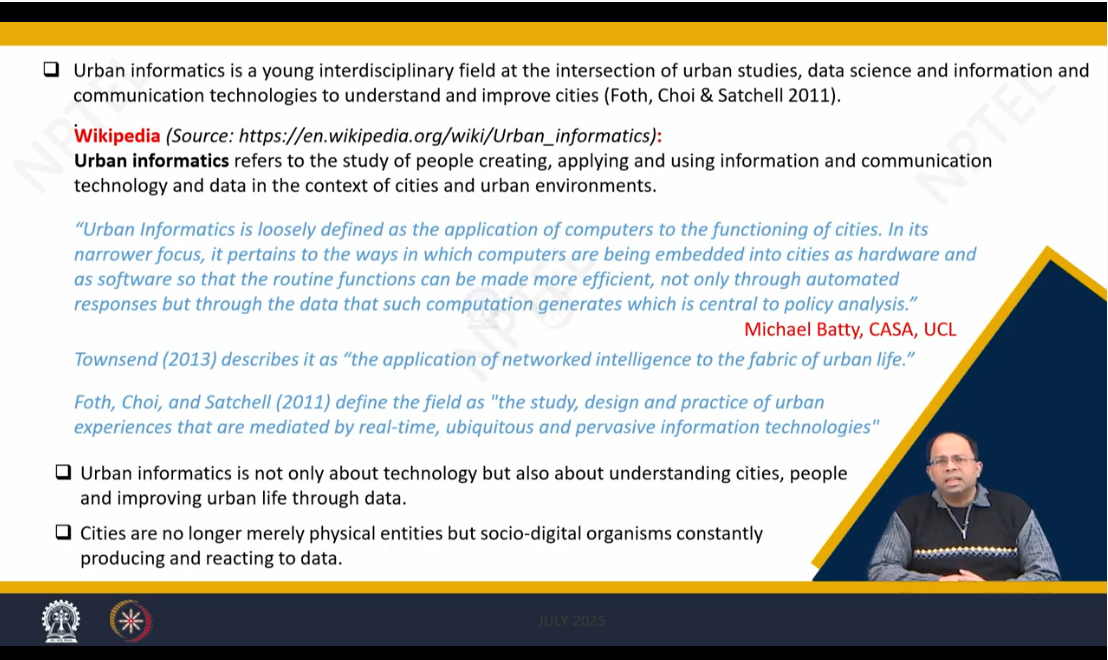 Urban informatics is a young interdisciplinary field at the intersection of urban studies, data science and information and
communication technologies to understand and improve cities (Foth, Choi & Satchell 2011).
Wikipedia (Source: https://en.wikipedia.org/wiki/Urban_informatics):
Urban informatics refers to the study of people creating, applying and using information and communication
technology and data in the context of cities and urban environments.
“Urban Informatics is loosely defined as the application of computers to the functioning of cities. In its
narrower focus, it pertains to the ways in which computers are being embedded into cities as hardware and
as software so that the routine functions can be made more efficient, not only through automated
responses but through the data that such computation generates which is central to policy analysis.”
Michael Batty, CASA, UCL
Townsend (2013) describes it as “the application of networked intelligence to the fabric of urban life.”
Foth, Choi, and Satchell (2011) define the field as "the study, design and practice of urban
experiences that are mediated by real-time, ubiquitous and pervasive information technologies"
Urban informatics is not only about technology but also about understanding cities, people
and improving urban life through data.
Cities are no longer merely physical entities but socio-digital organisms constantly
producing and reacting to data.
JULY 2025
NPTEL
NPTEL
NPTEL